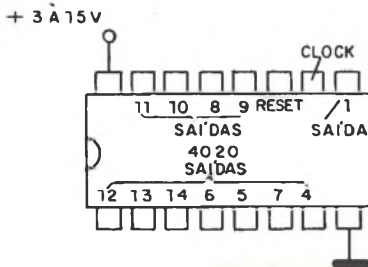 + 3 À 15 V
CLOCK
11 10 8 9 RESET 1
SAÍDAS SAÍDA
4020
SAÍDAS
12 13 14 6 5 7 4